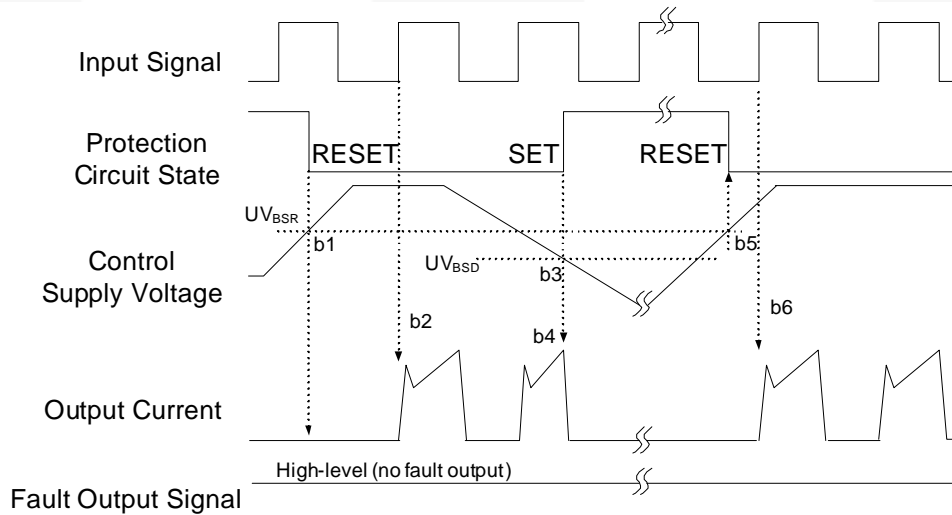 Input Signal
Protection
Circuit State
RESET
SET
RESET
UVBSR
b1
b5
Control
Supply Voltage
UVBSD
b3
b2
b4
b6
Output Current
High-level (no fault output)
Fault Output Signal